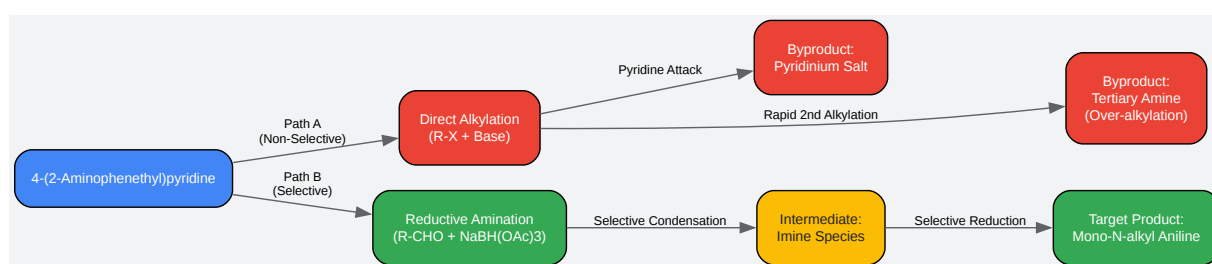 Byproduct:
Pyridinium Salt
Pyridine Attack
Byproduct:
Tertiary Amine
(Over-alkylation)
Direct Alkylation
(R-X + Base)
Rapid 2nd Alkylation
Path A
(Non-Selective)
4-(2-Aminophenethyl)pyridine
Path B
(Selective)
Reductive Amination
(R-CHO + NaBH(OAc)3)
Selective Condensation
Intermediate:
Imine Species
Selective Reduction
Target Product:
Mono-N-alkyl Aniline